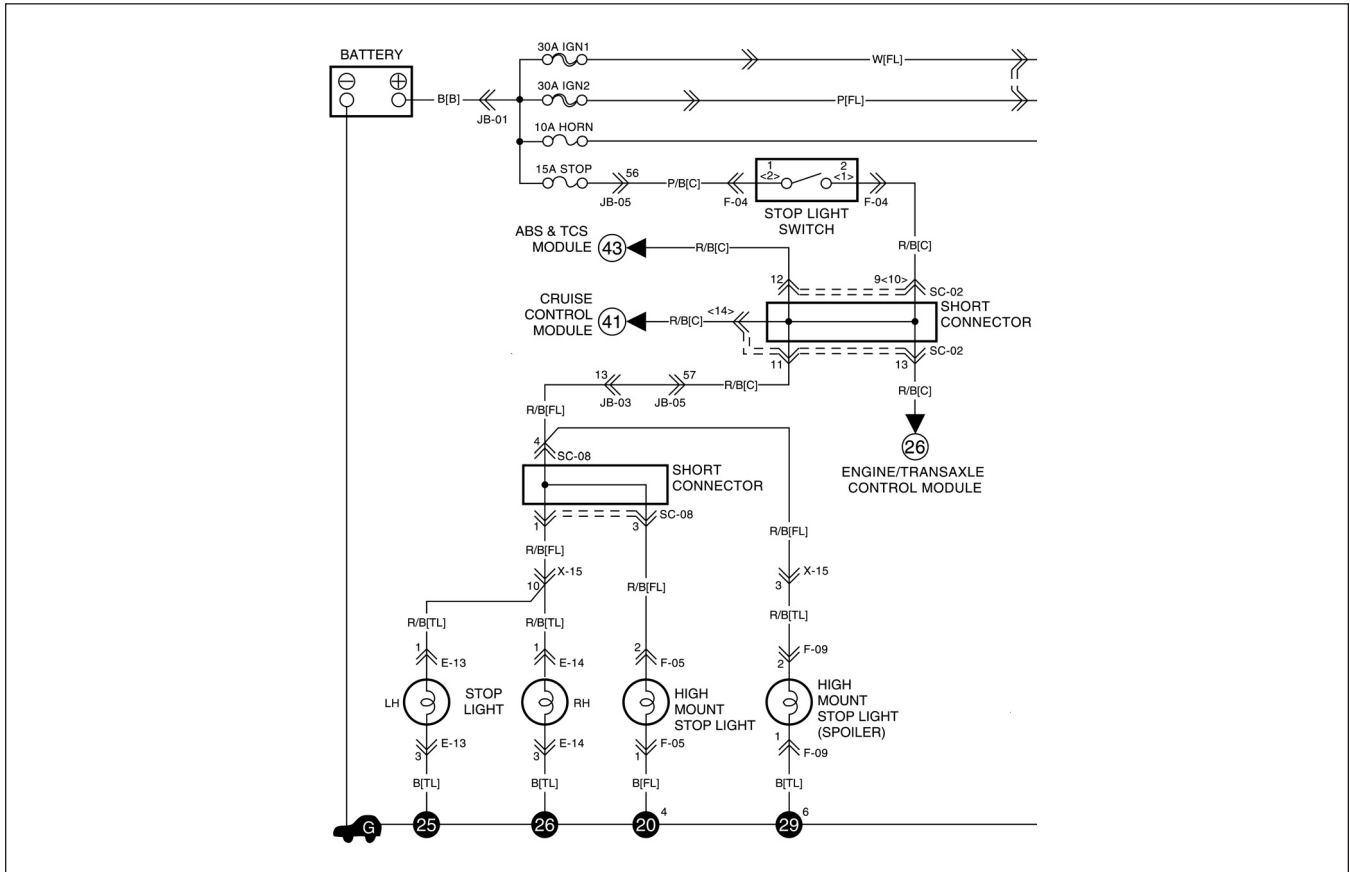 30A IGN1
BATTERY
W[FL]
30A IGN2
B[B]
P[FL]
JB-01
10A HORN
15A STOP
56
P/B[C]
1
<2>
2
<1>
JB-05
F-04
F-04
STOP LIGHT
SWITCH
ABS & TCS
MODULE
43
R/B[C]
R/B[C]
12
9<10>
SC-02
CRUISE
CONTROL
MODULE
41
R/B[C]
<14>
SHORT
CONNECTOR
SC-02
11
13
13
57
R/B[C]
R/B[C]
JB-03
JB-05
R/B[FL]
26
ENGINE/TRANSAXLE
CONTROL MODULE
4
SC-08
SHORT
CONNECTOR
SC-08
1
3
R/B[FL]
R/B[FL]
X-15
10
X-15
3
R/B[FL]
R/B[TL]
R/B[TL]
R/B[TL]
1
E-13
1
E-14
2
F-05
F-09
2
LH
STOP
LIGHT
RH
HIGH
MOUNT
STOP LIGHT
HIGH
MOUNT
STOP LIGHT
(SPOILER)
3
E-13
3
E-14
1
F-05
1
F-09
B[TL]
B[TL]
B[FL]
B[TL]
G
25
26
20
4
29
6